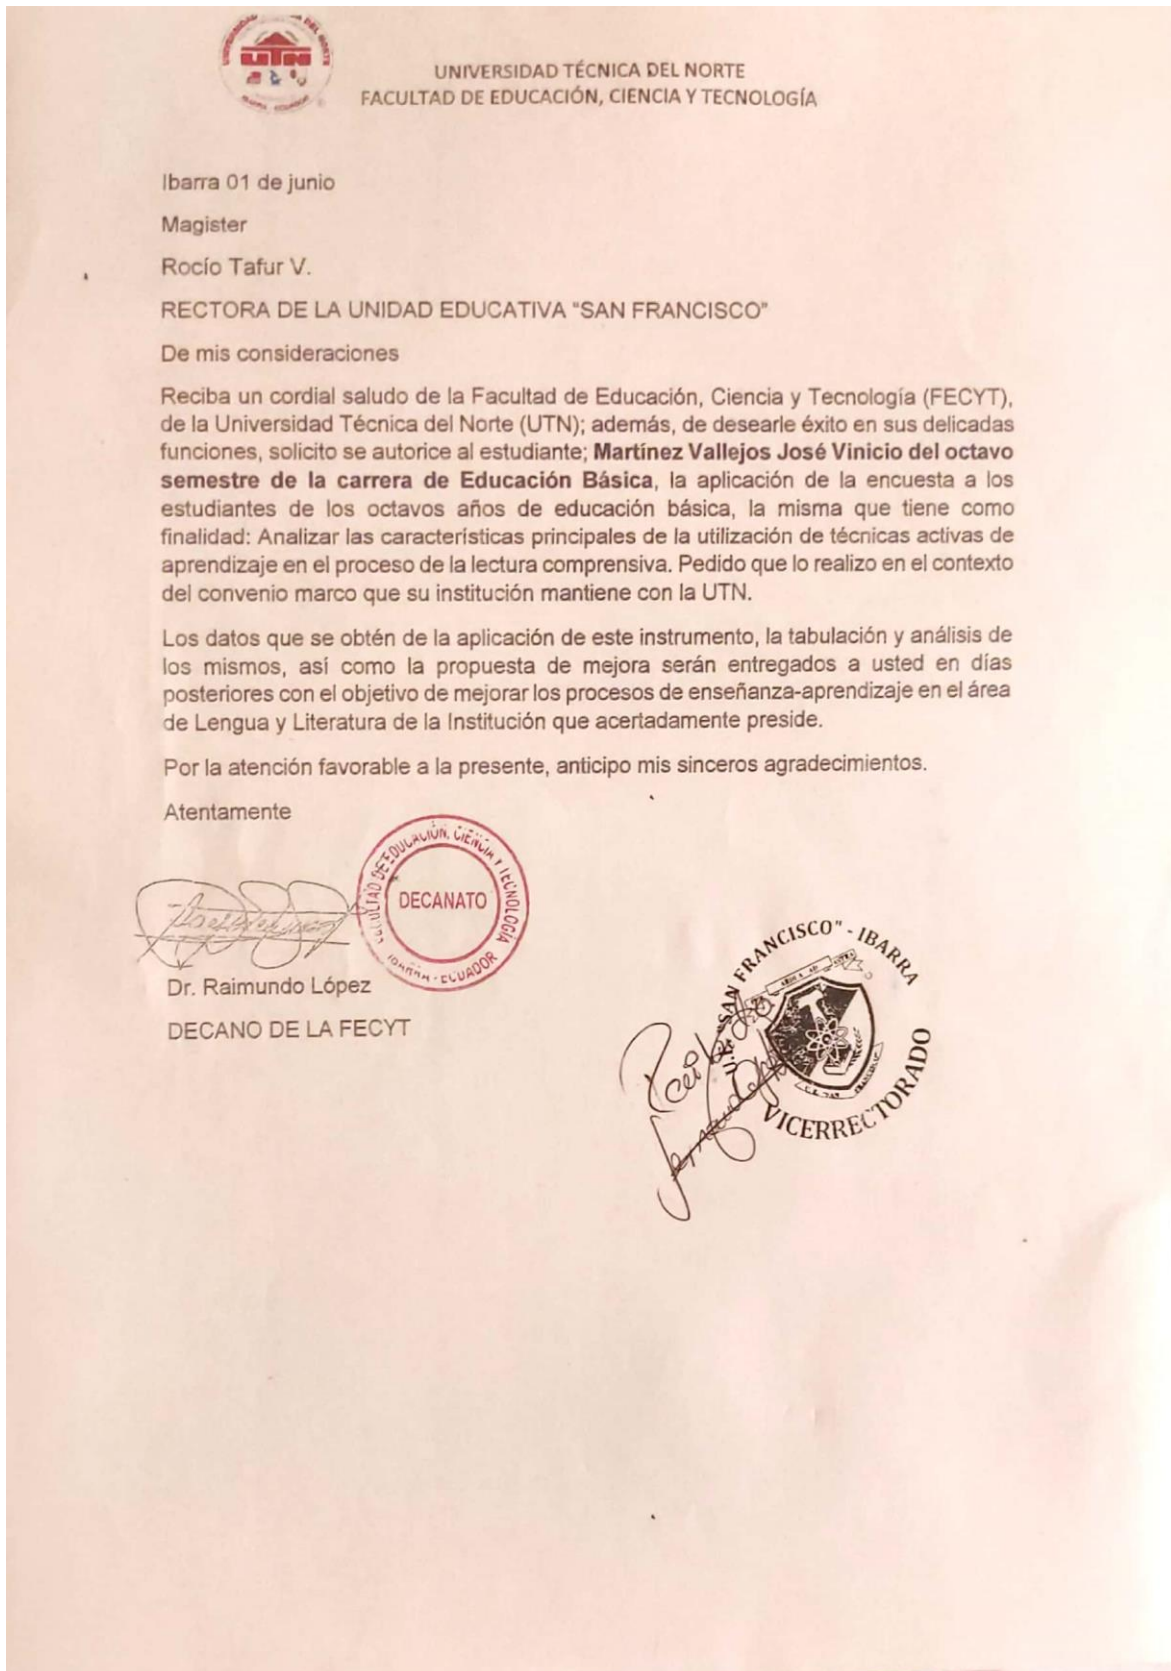 UTN
UNIVERSIDAD TÉCNICA DEL NORTE
FACULTAD DE EDUCACIÓN, CIENCIA Y TECNOLOGÍA
Ibarra 01 de junio
Magister
Rocío Tafur V.
RECTORA DE LA UNIDAD EDUCATIVA "SAN FRANCISCO"
De mis consideraciones
Reciba un cordial saludo de la Facultad de Educación, Ciencia y Tecnología (FECYT),
de la Universidad Técnica del Norte (UTN); además, de desearle éxito en sus delicadas
funciones, solicito se autorice al estudiante; Martínez Vallejos José Vinicio del octavo
semestre de la carrera de Educación Básica, la aplicación de la encuesta a los
estudiantes de los octavos años de educación básica, la misma que tiene como
finalidad: Analizar las características principales de la utilización de técnicas activas de
aprendizaje en el proceso de la lectura comprensiva. Pedido que lo realizo en el contexto
del convenio marco que su institución mantiene con la UTN.
Los datos que se obtén de la aplicación de este instrumento, la tabulación y análisis de
los mismos, así como la propuesta de mejora serán entregados a usted en días
posteriores con el objetivo de mejorar los procesos de enseñanza-aprendizaje en el área
de Lengua y Literatura de la Institución que acertadamente preside.
Por la atención favorable a la presente, anticipo mis sinceros agradecimientos.
Atentamente
FACULTAD DE EDUCACIÓN, CIENCIA Y TECNOLOGÍA
DECANATO
IBARRA - ECUADOR
Dr. Raimundo López
DECANO DE LA FECYT
U.E. "SAN FRANCISCO" - IBARRA
VICERRECTORADO